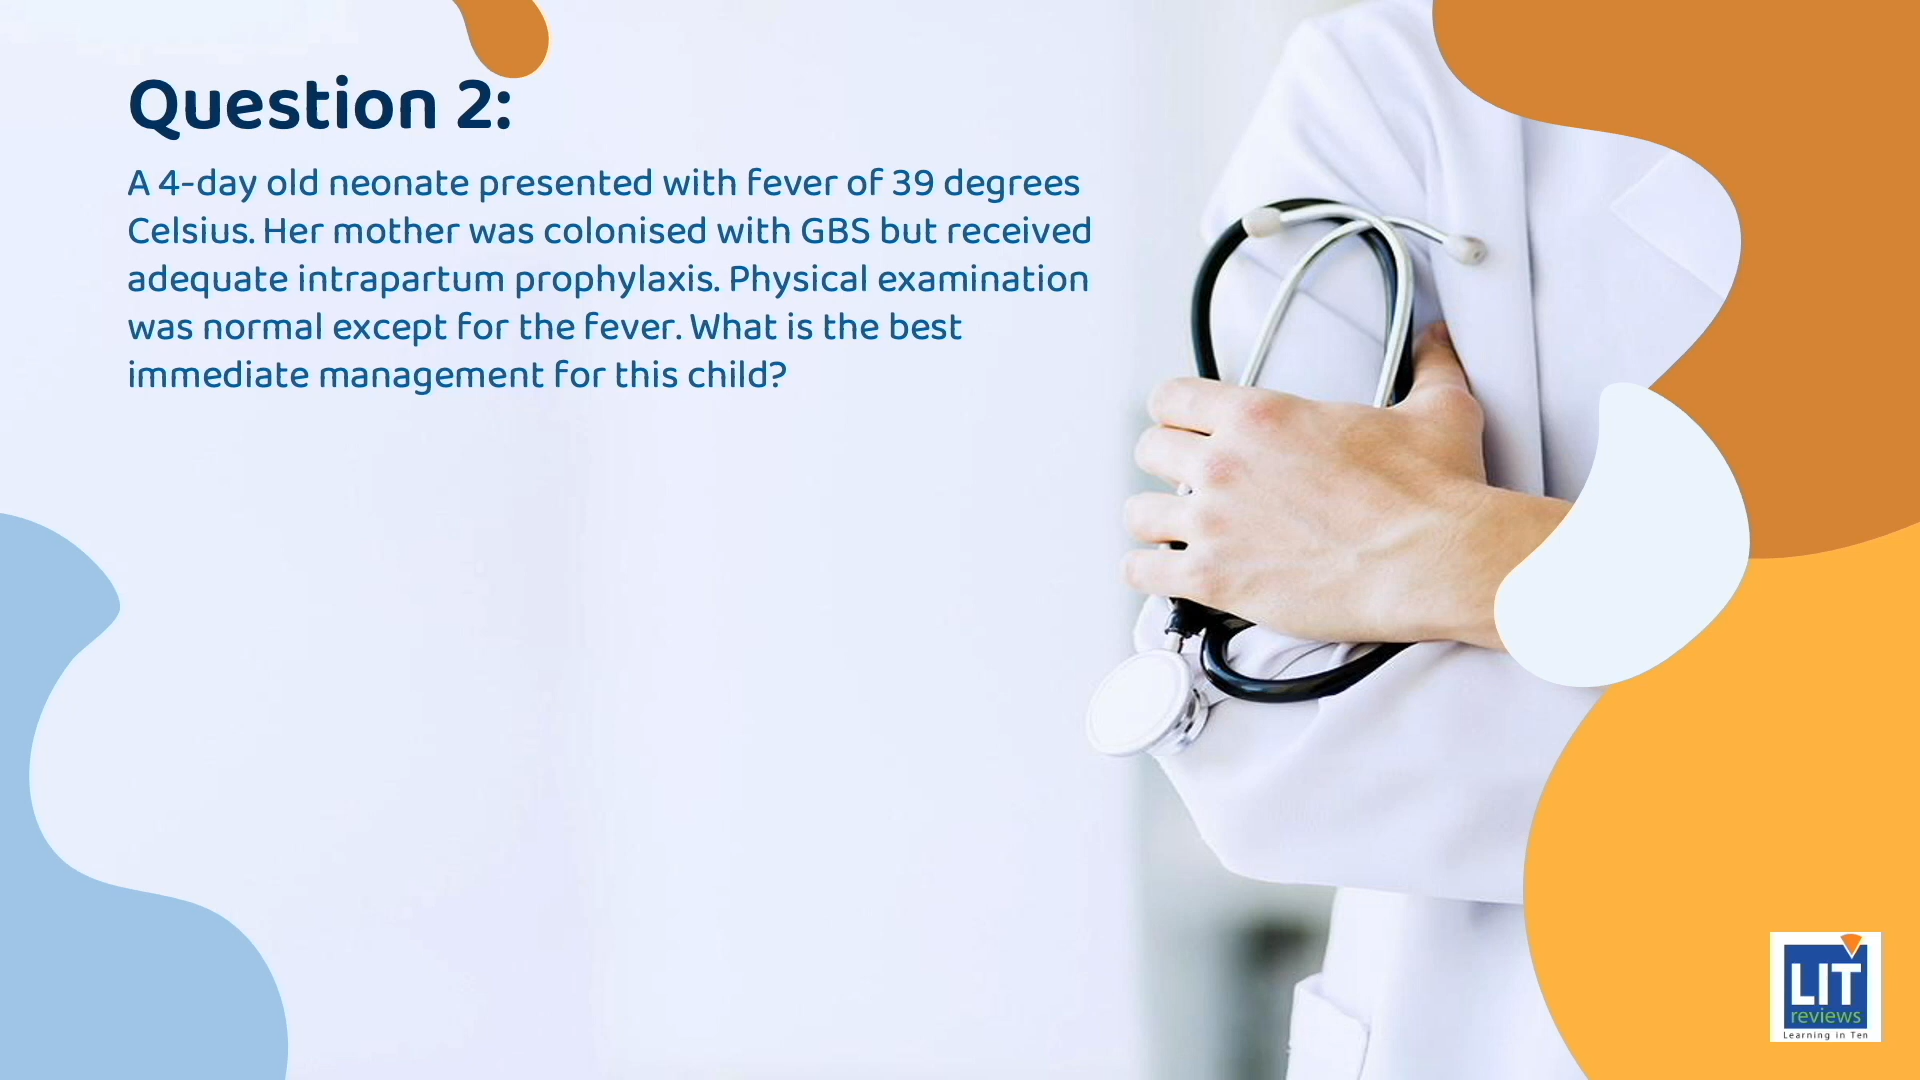 Question 2:
A 4-day old neonate presented with fever of 39 degrees
Celsius. Her mother was colonised with GBS but received
adequate intrapartum prophylaxis. Physical examination
was normal except for the fever. What is the best
immediate management for this child?
LIT
reviews
Learning in Ten